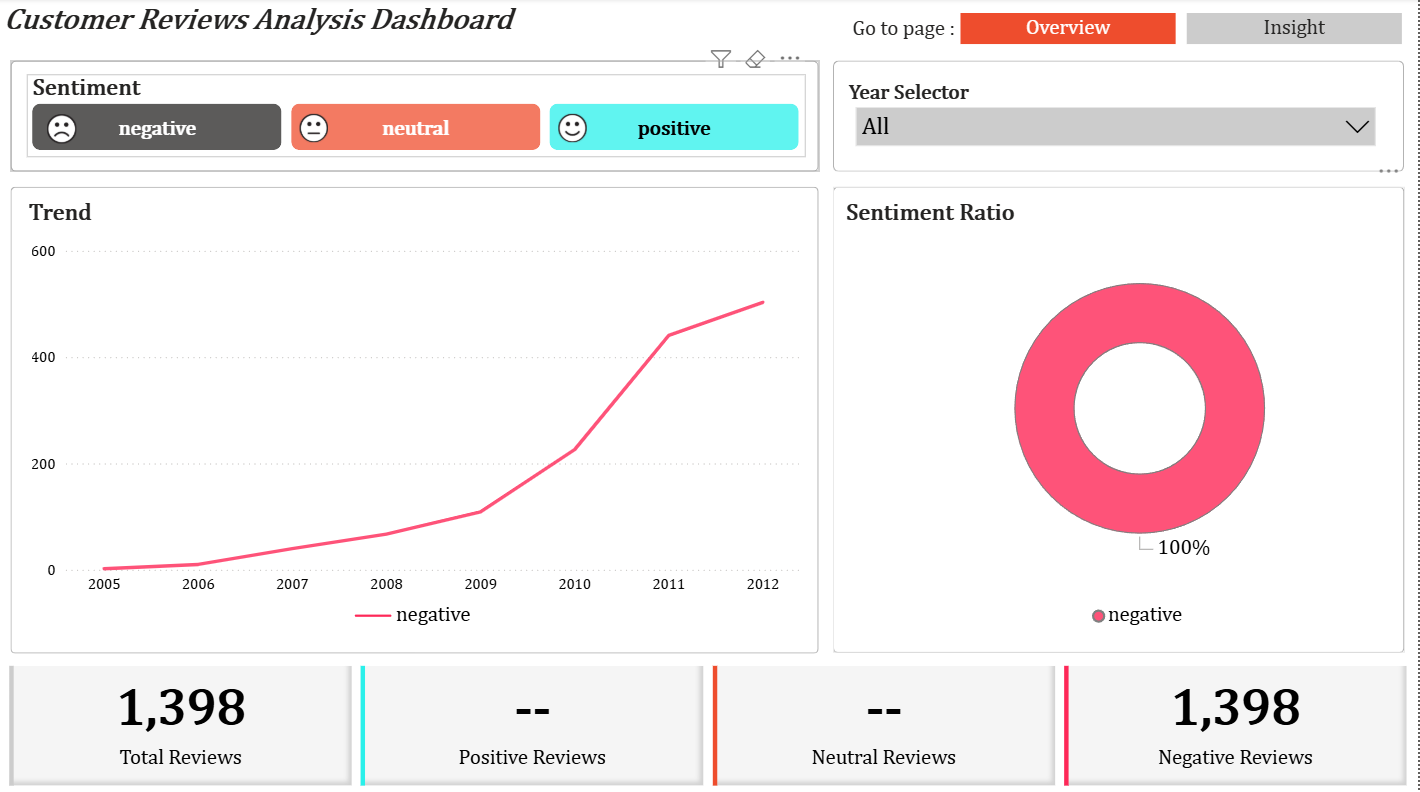 Customer Reviews Analysis Dashboard
Go to page :
Overview
Insight
Sentiment
negative
neutral
positive
Year Selector
All
Trend
600
400
200
0
2005 2006 2007 2008 2009 2010 2011 2012
negative
Sentiment Ratio
100%
negative
1,398
Total Reviews
--
Positive Reviews
--
Neutral Reviews
1,398
Negative Reviews